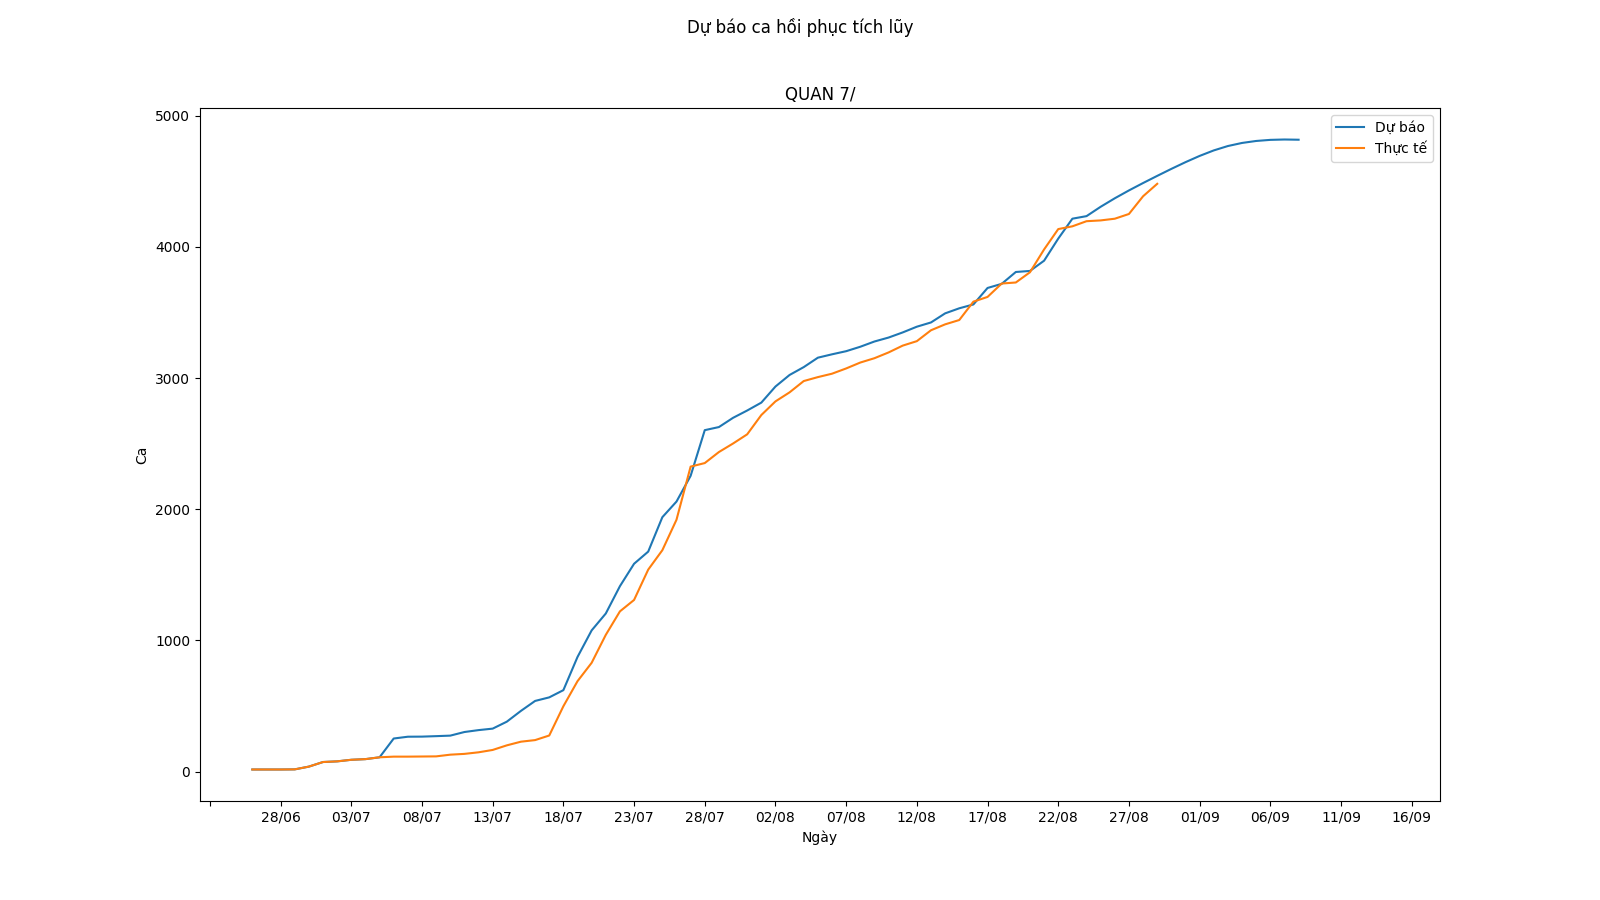 Dự báo ca hồi phục tích lũy
QUAN 7/
5000
4000
3000
2000
1000
0
Ca
Dự báo
Thực tế
28/06 03/07 08/07 13/07 18/07 23/07 28/07 02/08 07/08 12/08 17/08 22/08 27/08 01/09 06/09 11/09 16/09
Ngày